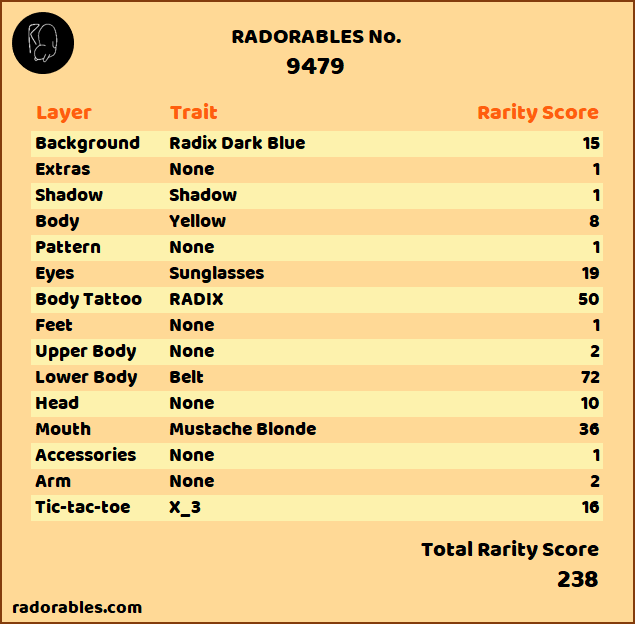 RADORABLES No.
9479
Layer Trait Rarity Score
Background Radix Dark Blue 15
Extras None 1
Shadow Shadow 1
Body Yellow 8
Pattern None 1
Eyes Sunglasses 19
Body Tattoo RADIX 50
Feet None 1
Upper Body None 2
Lower Body Belt 72
Head None 10
Mouth Mustache Blonde 36
Accessories None 1
Arm None 2
Tic-tac-toe X_3 16
Total Rarity Score
238
radorables.com